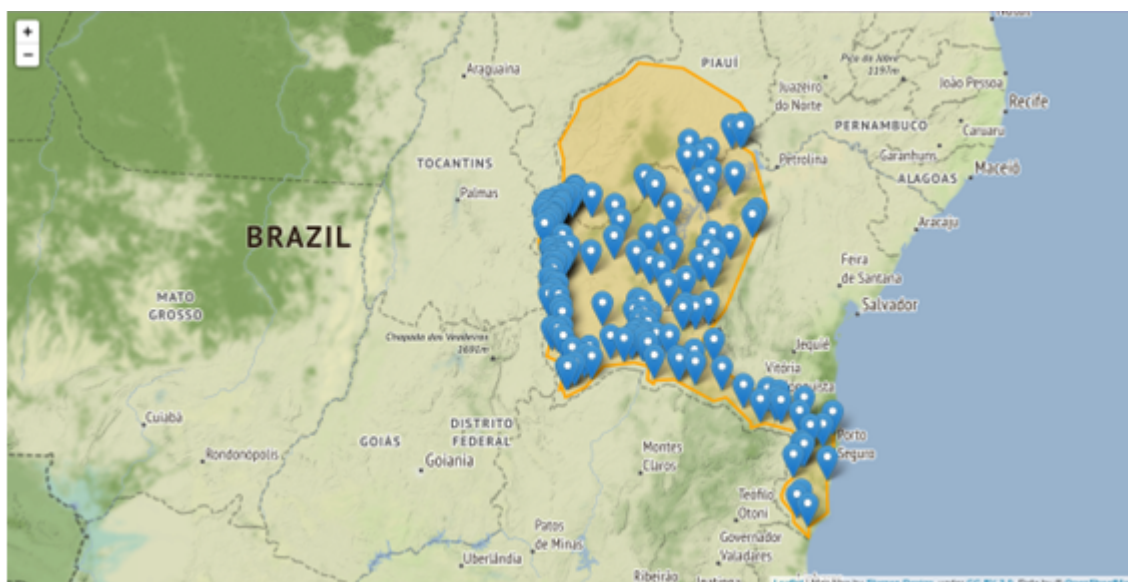 +
−
Araguaina
PIAUÍ
Pico do Jabre
1197m
Juazeiro
do Norte
João Pessoa
Recife
PERNAMBUCO
Caruaru
Garanhuns
TOCANTINS
Petrolina
ALAGOAS
Maceió
Palmas
Aracaju
BRAZIL
Feira
de Santana
MATO
GROSSO
Salvador
Chapada dos Veadeiros
1691m
Jequié
Vitória
Cuiabá
DISTRITO
FEDERAL
GOIÁS
Porto
Seguro
Rondonópolis
Goiania
Montes
Claros
Teófilo
Otoni
Patos
de Minas
Governador
Valadares
Uberlândia
Ribeirão